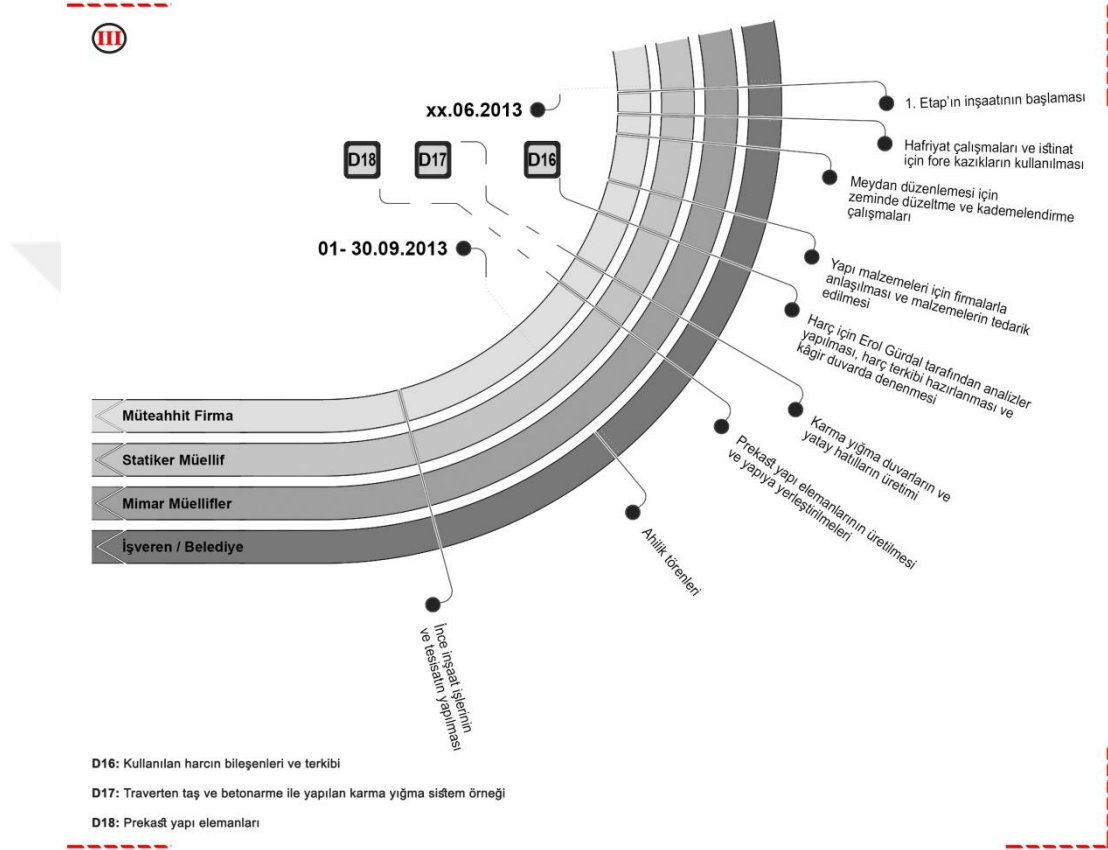 III
xx.06.2013
D18
D17
D16
01- 30.09.2013
1. Etap'ın inşaatının başlaması
Hafriyat çalışmaları ve istinat
için fore kazıkların kullanılması
Meydan düzenlemesi için
zeminde düzeltme ve kademelendirme
çalışmaları
Yapı malzemeleri için firmalarla
anlaşılması ve malzemelerin tedarik
edilmesi
Harç için Erol Gürdal tarafından analizler
yapılması, harç terkibi hazırlanması ve
kâgir duvarda denenmesi
Karma yığma duvarların ve
yatay hatılların üretimi
Prekast yapı elemanlarının üretilmesi
ve yapıya yerleştirilmeleri
Ahilik törenleri
İnce inşaat işlerinin
ve tesisatın yapılması
Müteahhit Firma
Statiker Müellif
Mimar Müellifler
İşveren / Belediye
D16: Kullanılan harcın bileşenleri ve terkibi
D17: Traverten taş ve betonarme ile yapılan karma yığma sistem örneği
D18: Prekast yapı elemanları